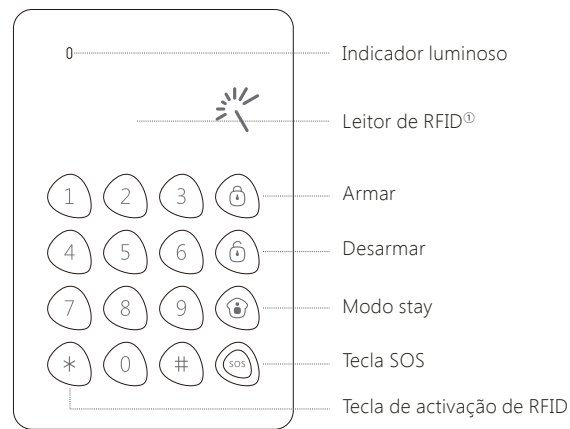 Indicador luminoso
Leitor de RFID①
1 2 3 Armar
4 5 6 Desarmar
7 8 9 Modo stay
* 0 # SOS Tecla SOS
Tecla de activação de RFID